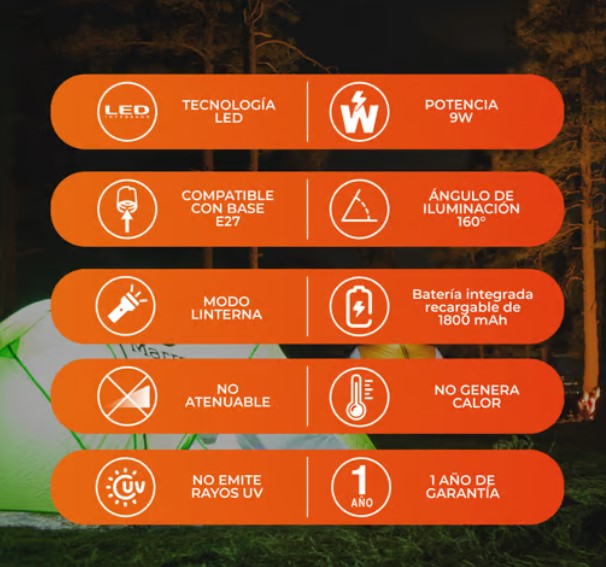 LED
INTEGRADO
TECNOLOGÍA
LED
W
POTENCIA
9W
COMPATIBLE
CON BASE
E27
ÁNGULO DE
ILUMINACIÓN
160°
MODO
LINTERNA
Batería integrada
recargable de
1800 mAh
NO
ATENUABLE
NO GENERA
CALOR
UV
NO EMITE
RAYOS UV
1
AÑO
1 AÑO DE
GARANTÍA